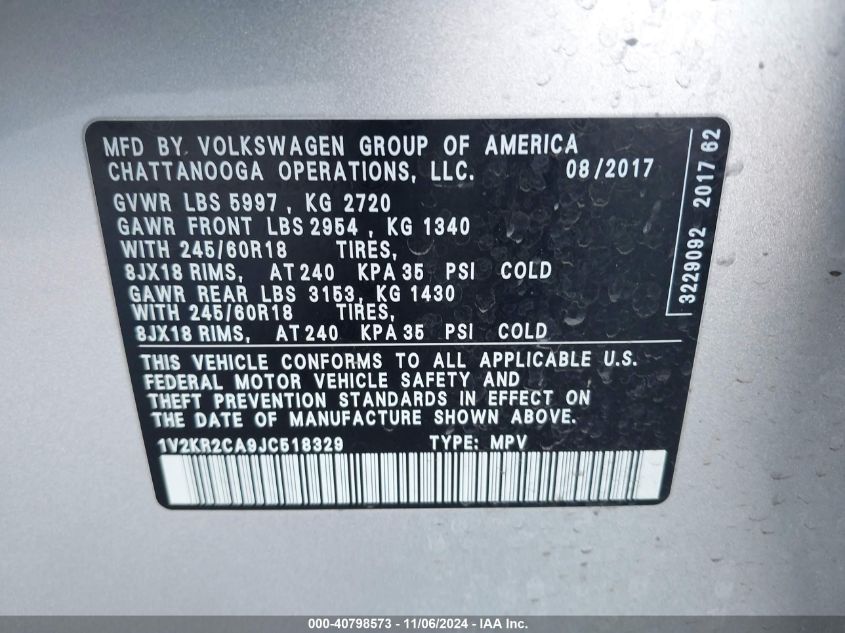 MFD BY. VOLKSWAGEN GROUP OF AMERICA
CHATTANOOGA OPERATIONS, LLC. 08/2017
GVWR LBS 5997, KG 2720
GAWR FRONT LBS 2954, KG 1340
WITH 245/60R18 TIRES,
8JX18 RIMS, AT 240 KPA 35 PSI COLD
GAWR REAR LBS 3153, KG 1430
WITH 245/60R18 TIRES,
8JX18 RIMS, AT 240 KPA 35 PSI COLD
THIS VEHICLE CONFORMS TO ALL APPLICABLE U.S.
FEDERAL MOTOR VEHICLE SAFETY AND
THEFT PREVENTION STANDARDS IN EFFECT ON
THE DATE OF MANUFACTURE SHOWN ABOVE.
1V2KR2CA9JC518329 TYPE: MPV
3229092 2017 62
000-40798573 - 11/06/2024 - IAA Inc.